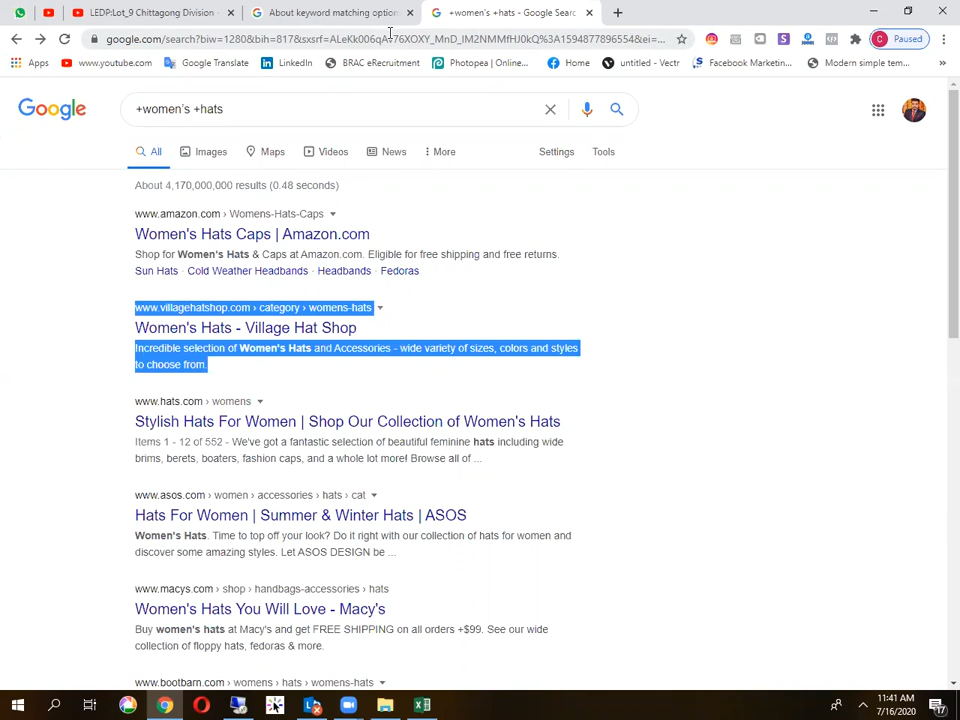 LEDP:Lot_9 Chittagong Division -
About keyword matching option
+women's +hats - Google Searc
google.com/search?biw=1280&bih=817&sxsrf=ALeKk006qAv76XOXY_MnD_IM2NMMfHJ0kQ%3A1594877896554&ei=...
Paused
Apps
www.youtube.com
Google Translate
LinkedIn
BRAC eRecruitment
Photopea | Online...
Home
untitled - Vectr
Facebook Marketin...
Modern simple tem...
Google
+women's +hats
All
Images
Maps
Videos
News
More
Settings
Tools
About 4,170,000,000 results (0.48 seconds)
www.amazon.com › Womens-Hats-Caps
Women's Hats Caps | Amazon.com
Shop for Women's Hats & Caps at Amazon.com. Eligible for free shipping and free returns.
Sun Hats · Cold Weather Headbands · Headbands · Fedoras
www.villagehatshop.com › category › womens-hats
Women's Hats - Village Hat Shop
Incredible selection of Women's Hats and Accessories - wide variety of sizes, colors and styles
to choose from.
www.hats.com › womens
Stylish Hats For Women | Shop Our Collection of Women's Hats
Items 1 - 12 of 552 - We've got a fantastic selection of beautiful feminine hats including wide
brims, berets, boaters, fashion caps, and a whole lot more! Browse all of ...
www.asos.com › women › accessories › hats › cat
Hats For Women | Summer & Winter Hats | ASOS
Women's Hats. Time to top off your look? Do it right with our collection of hats for women and
discover some amazing styles. Let ASOS DESIGN be ...
www.macys.com › shop › handbags-accessories › hats
Women's Hats You Will Love - Macy's
Buy women's hats at Macy's and get FREE SHIPPING on all orders +$99. See our wide
collection of floppy hats, fedoras & more.
www.bootbarn.com › womens › hats › womens-hats
11:41 AM
7/16/2020
17